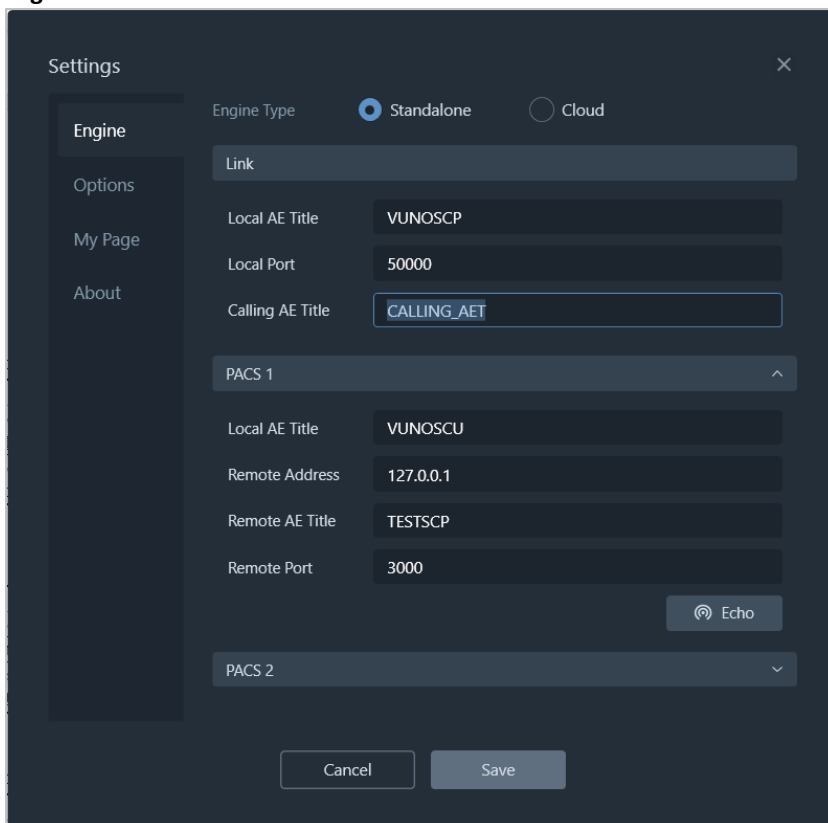 Settings
Engine
Options
My Page
About
Engine Type Standalone Cloud
Link
Local AE Title VUNOSCP
Local Port 50000
Calling AE Title CALLING_AET
PACS 1
Local AE Title VUNOSCU
Remote Address 127.0.0.1
Remote AE Title TESTSCP
Remote Port 3000
Echo
PACS 2
Cancel Save